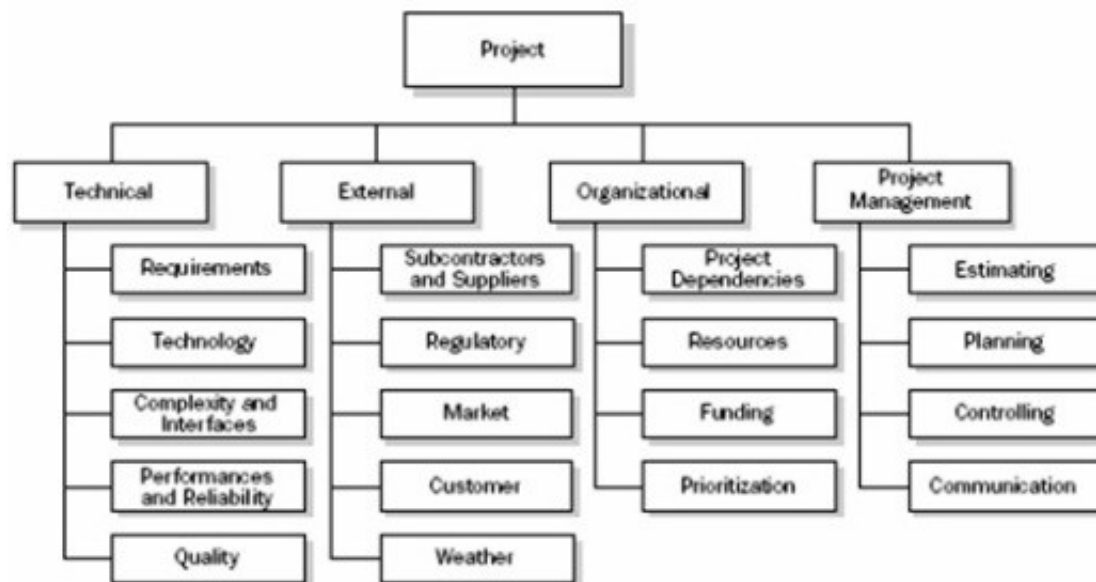 Project
Technical
External
Organizational
Project
Management
Requirements
Technology
Complexity and
Interfaces
Performances
and Reliability
Quality
Subcontractors
and Suppliers
Regulatory
Market
Customer
Weather
Project
Dependencies
Resources
Funding
Prioritization
Estimating
Planning
Controlling
Communication